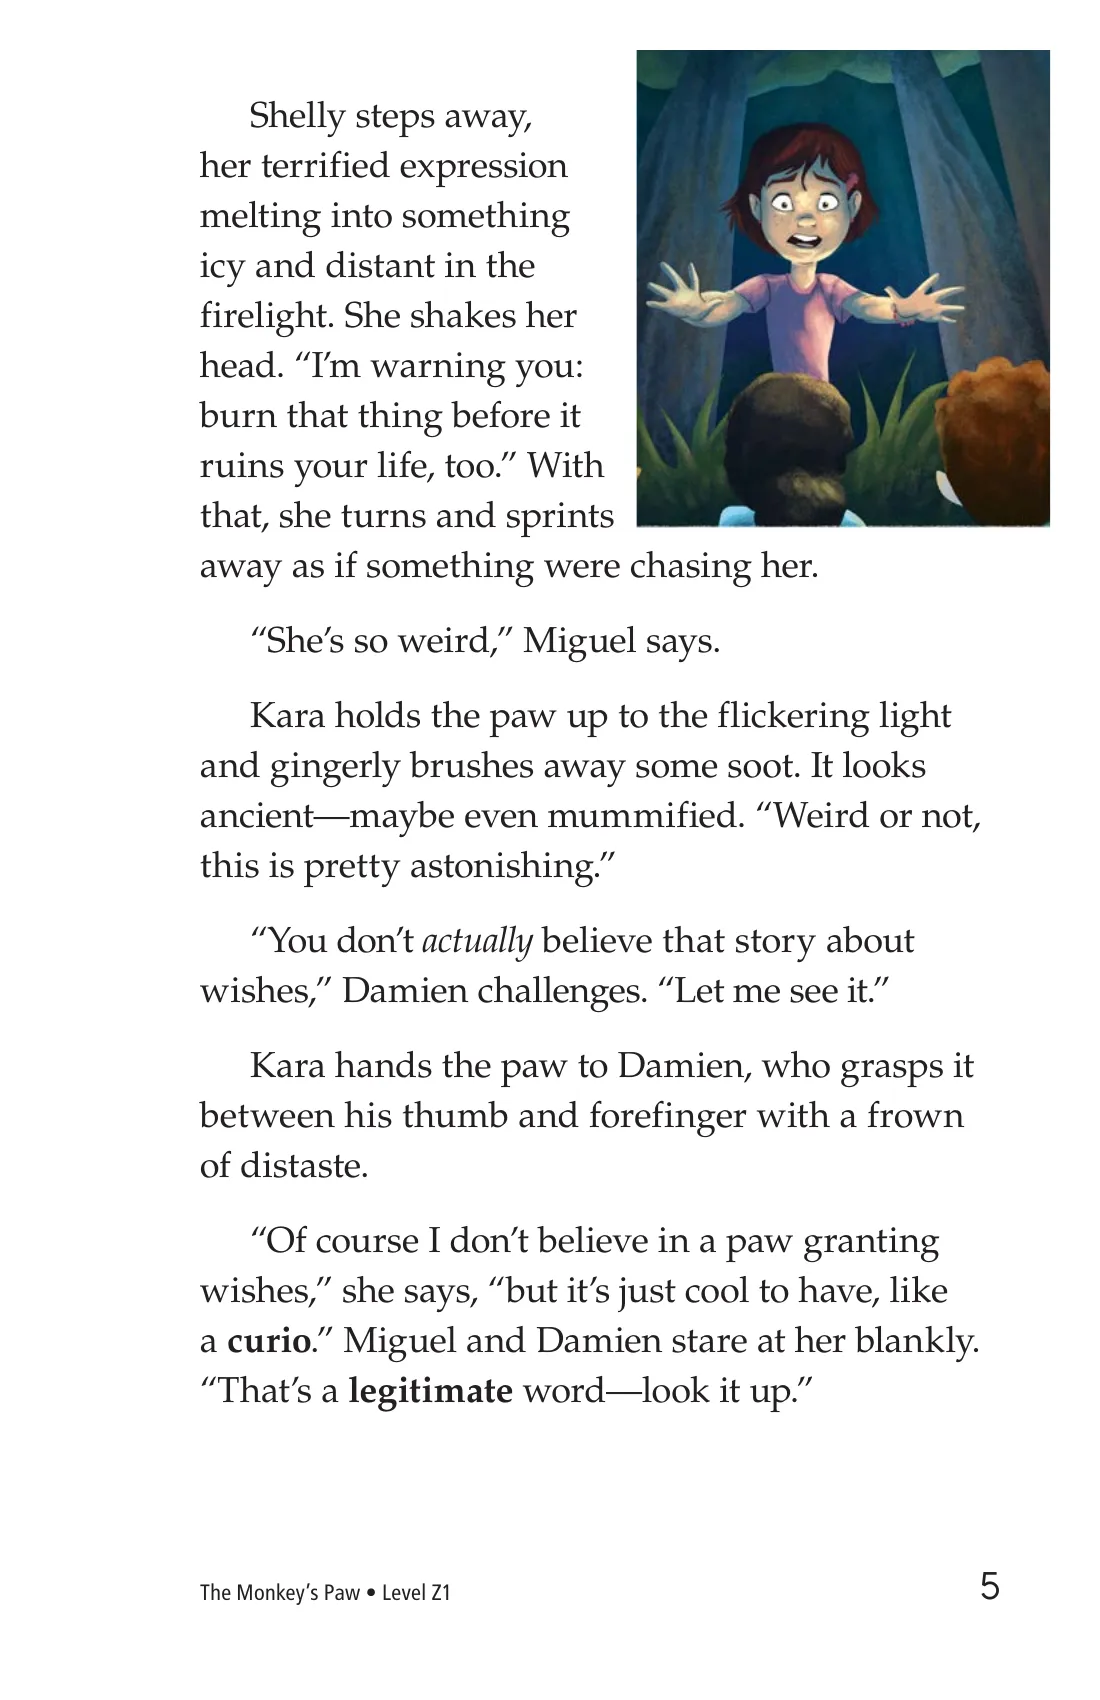 Shelly steps away,
her terrified expression
melting into something
icy and distant in the
firelight. She shakes her
head. “I’m warning you:
burn that thing before it
ruins your life, too.” With
that, she turns and sprints
away as if something were chasing her.
“She’s so weird,” Miguel says.
Kara holds the paw up to the flickering light
and gingerly brushes away some soot. It looks
ancient—maybe even mummified. “Weird or not,
this is pretty astonishing.”
“You don’t actually believe that story about
wishes,” Damien challenges. “Let me see it.”
Kara hands the paw to Damien, who grasps it
between his thumb and forefinger with a frown
of distaste.
“Of course I don’t believe in a paw granting
wishes,” she says, “but it’s just cool to have, like
a curio.” Miguel and Damien stare at her blankly.
“That’s a legitimate word—look it up.”
The Monkey’s Paw • Level Z1
5